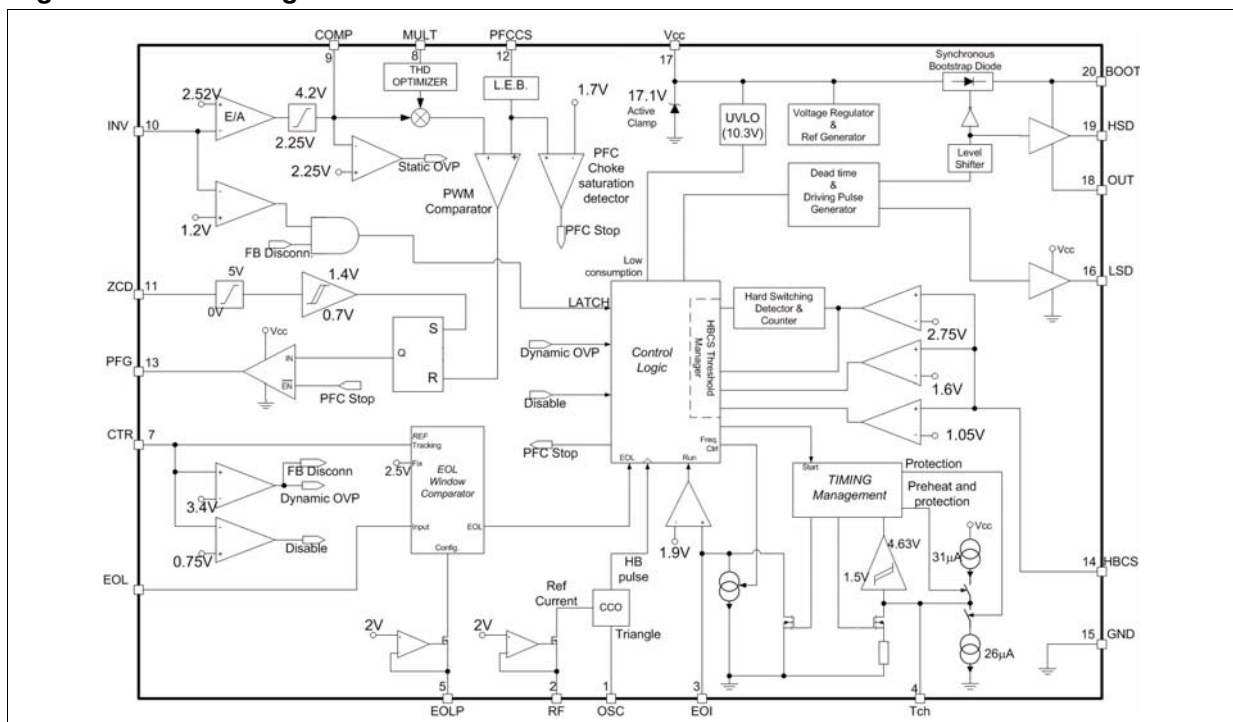 COMP
MULT
PFCCS
Vcc
9
8
12
17
Synchronous
Bootstrap Diode
20
BOOT
THD
OPTIMIZER
L.E.B.
1.7V
17.1V
Active
Clamp
UVLO
(10.3V)
Voltage Regulator
&
Ref Generator
2.52V
+
E/A
-
4.2V
2.25V
INV
10
19
HSD
Level
Shifter
18
OUT
-
2.25V
+
Static OVP
-
+
PWM
Comparator
+
-
PFC
Choke
saturation
detector
PFC Stop
Dead time
&
Driving Pulse
Generator
-
1.2V
+
FB Disconn.
Vcc
16
LSD
Low
consumption
ZCD
11
5V
0V
1.4V
0.7V
LATCH
Hard Switching
Detector &
Counter
+
-
2.75V
S
Q
R
Vcc
IN
EN
PFG
13
PFC Stop
Dynamic OVP
Control
Logic
HBCS Threshold
Manager
+
-
1.6V
Disable
+
-
1.05V
CTR
7
REF
Tracking
2.5V
Fix
EOL
Window
Comparator
Input
EOL
Config.
PFC Stop
EOL
Run
Freq.
Ctrl
Start
TIMING
Management
Protection
Preheat and
protection
+
-
3.4V
FB Disconn
Dynamic OVP
-
0.75V
+
Disable
-
+
1.9V
4.63V
1.5V
Vcc
31µA
14
HBCS
EOL
HB
pulse
Ref
Current
CCO
Triangle
2V
2V
26µA
15
GND
5
2
1
3
4
EOLP
RF
OSC
EOI
Tch